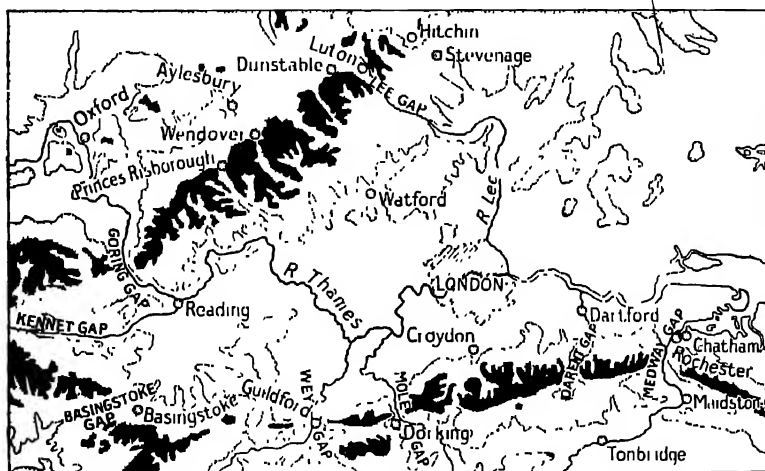 Hitchin
Luton
Stevenage
Dunstable
Aylesbury
LEE GAP
Oxford
Wendover
Princes Risborough
Watford
R Lee
GORING GAP
R Thames
LONDON
Reading
KENNET GAP
Dartford
Croydon
DARENT GAP
MEDWAY GAP
Chatham
Rochester
BASINGSTOKE GAP
Basingstoke
Guildford
WEY GAP
MOLE GAP
Dorking
Maidstone
Tonbridge